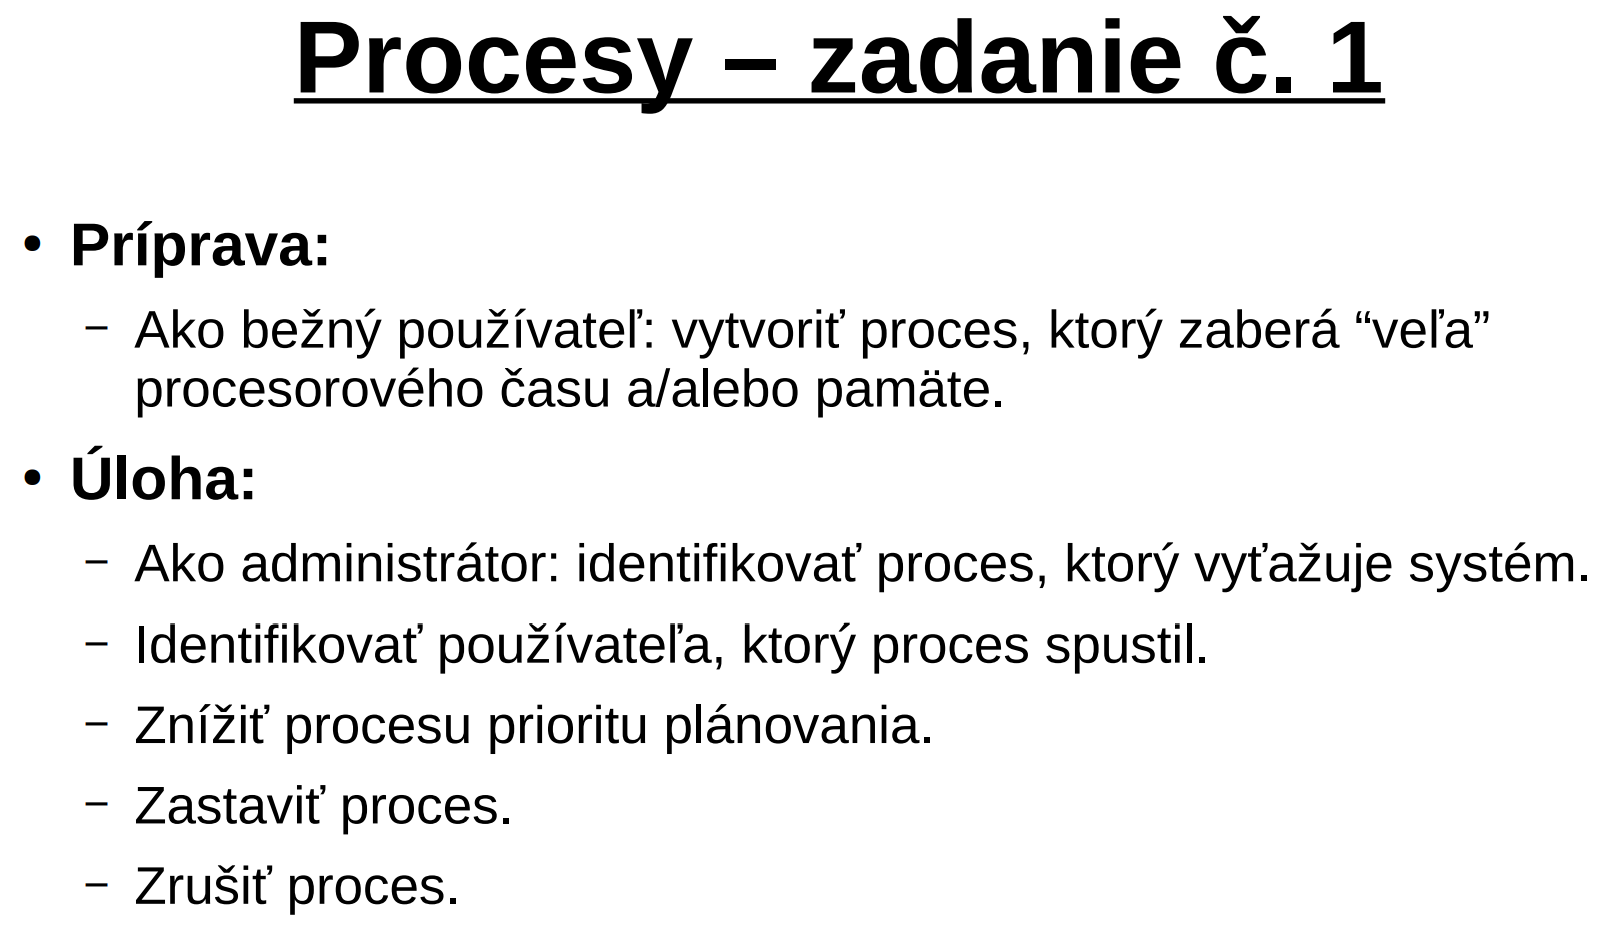 Procesy – zadanie č. 1
• Príprava:
– Ako bežný používateľ: vytvoriť proces, ktorý zaberá “veľa”
procesorového času a/alebo pamäte.
• Úloha:
– Ako administrátor: identifikovať proces, ktorý vyťažuje systém.
– Identifikovať používateľa, ktorý proces spustil.
– Znížiť procesu prioritu plánovania.
– Zastaviť proces.
– Zrušiť proces.